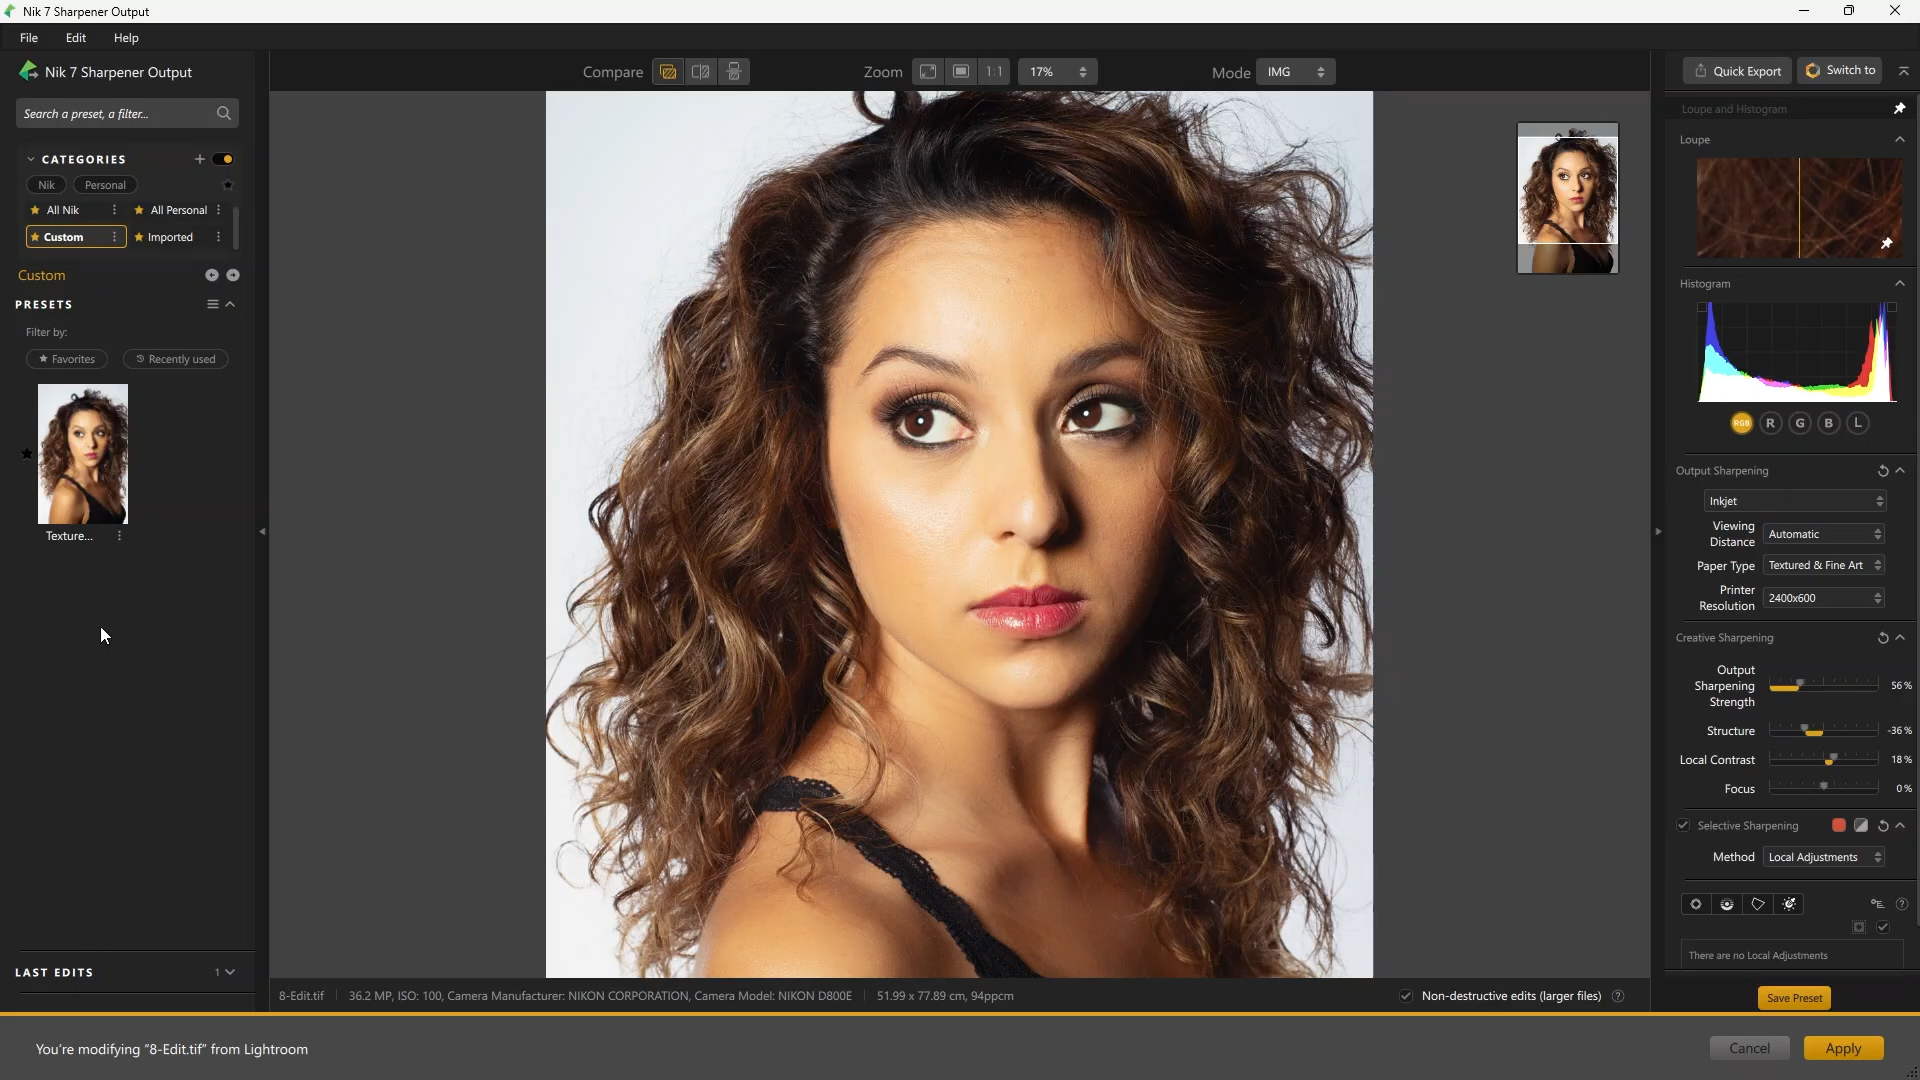 Nik 7 Sharpener Output
File Edit Help
Nik 7 Sharpener Output
Compare
Zoom 1:1 17%
Mode IMG
Quick Export Switch to
Search a preset, a filter...
CATEGORIES
Nik Personal
All Nik All Personal
Custom Imported
Custom
PRESETS
Filter by:
Favorites Recently used
Texture...
LAST EDITS 1
Loupe and Histogram
Loupe
Histogram
RGB R G B L
Output Sharpening
Inkjet
Viewing
Distance Automatic
Paper Type Textured & Fine Art
Printer
Resolution 2400x600
Creative Sharpening
Output
Sharpening 56 %
Strength
Structure -36 %
Local Contrast 18 %
Focus 0 %
Selective Sharpening
Method Local Adjustments
There are no Local Adjustments
8-Edit.tif 36.2 MP, ISO: 100, Camera Manufacturer: NIKON CORPORATION, Camera Model: NIKON D800E 51.99 x 77.89 cm, 94ppcm
Non-destructive edits (larger files) ?
Save Preset
You're modifying “8-Edit.tif” from Lightroom
Cancel Apply